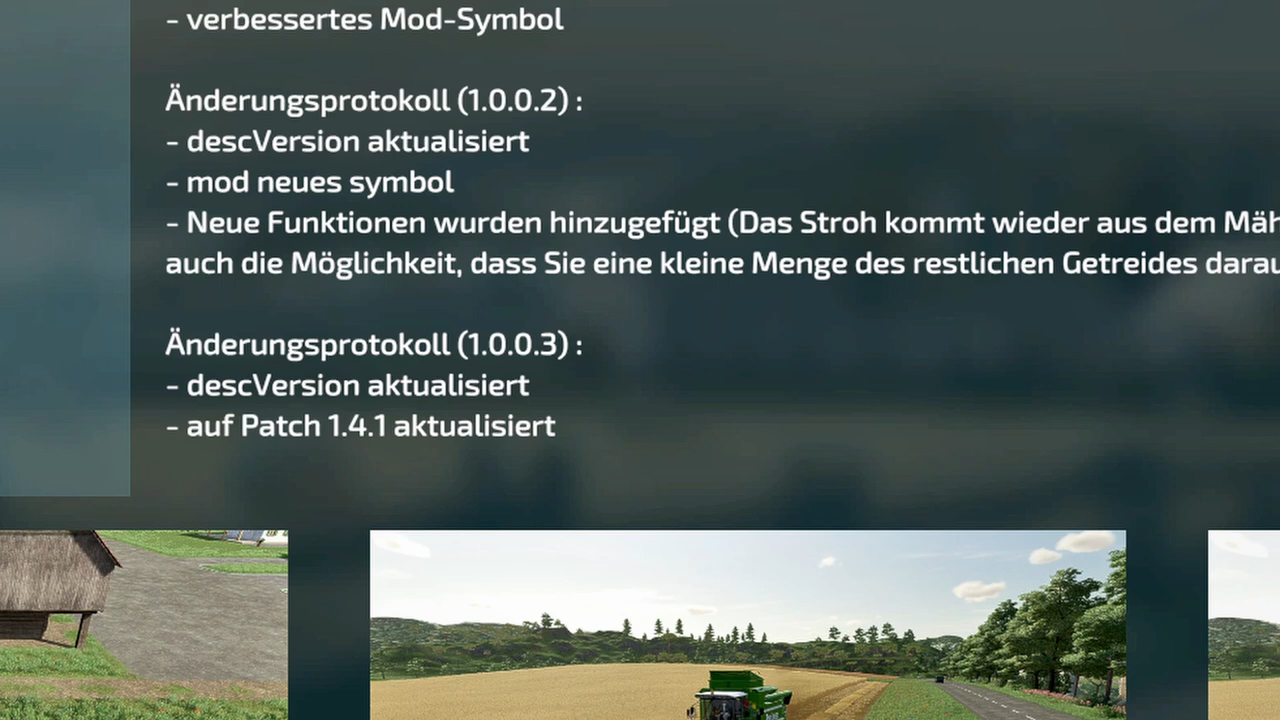 - verbessertes Mod-Symbol
Änderungsprotokoll (1.0.0.2) :
- descVersion aktualisiert
- mod neues symbol
- Neue Funktionen wurden hinzugefügt (Das Stroh kommt wieder aus dem Mäh
auch die Möglichkeit, dass Sie eine kleine Menge des restlichen Getreides darau
Änderungsprotokoll (1.0.0.3) :
- descVersion aktualisiert
- auf Patch 1.4.1 aktualisiert